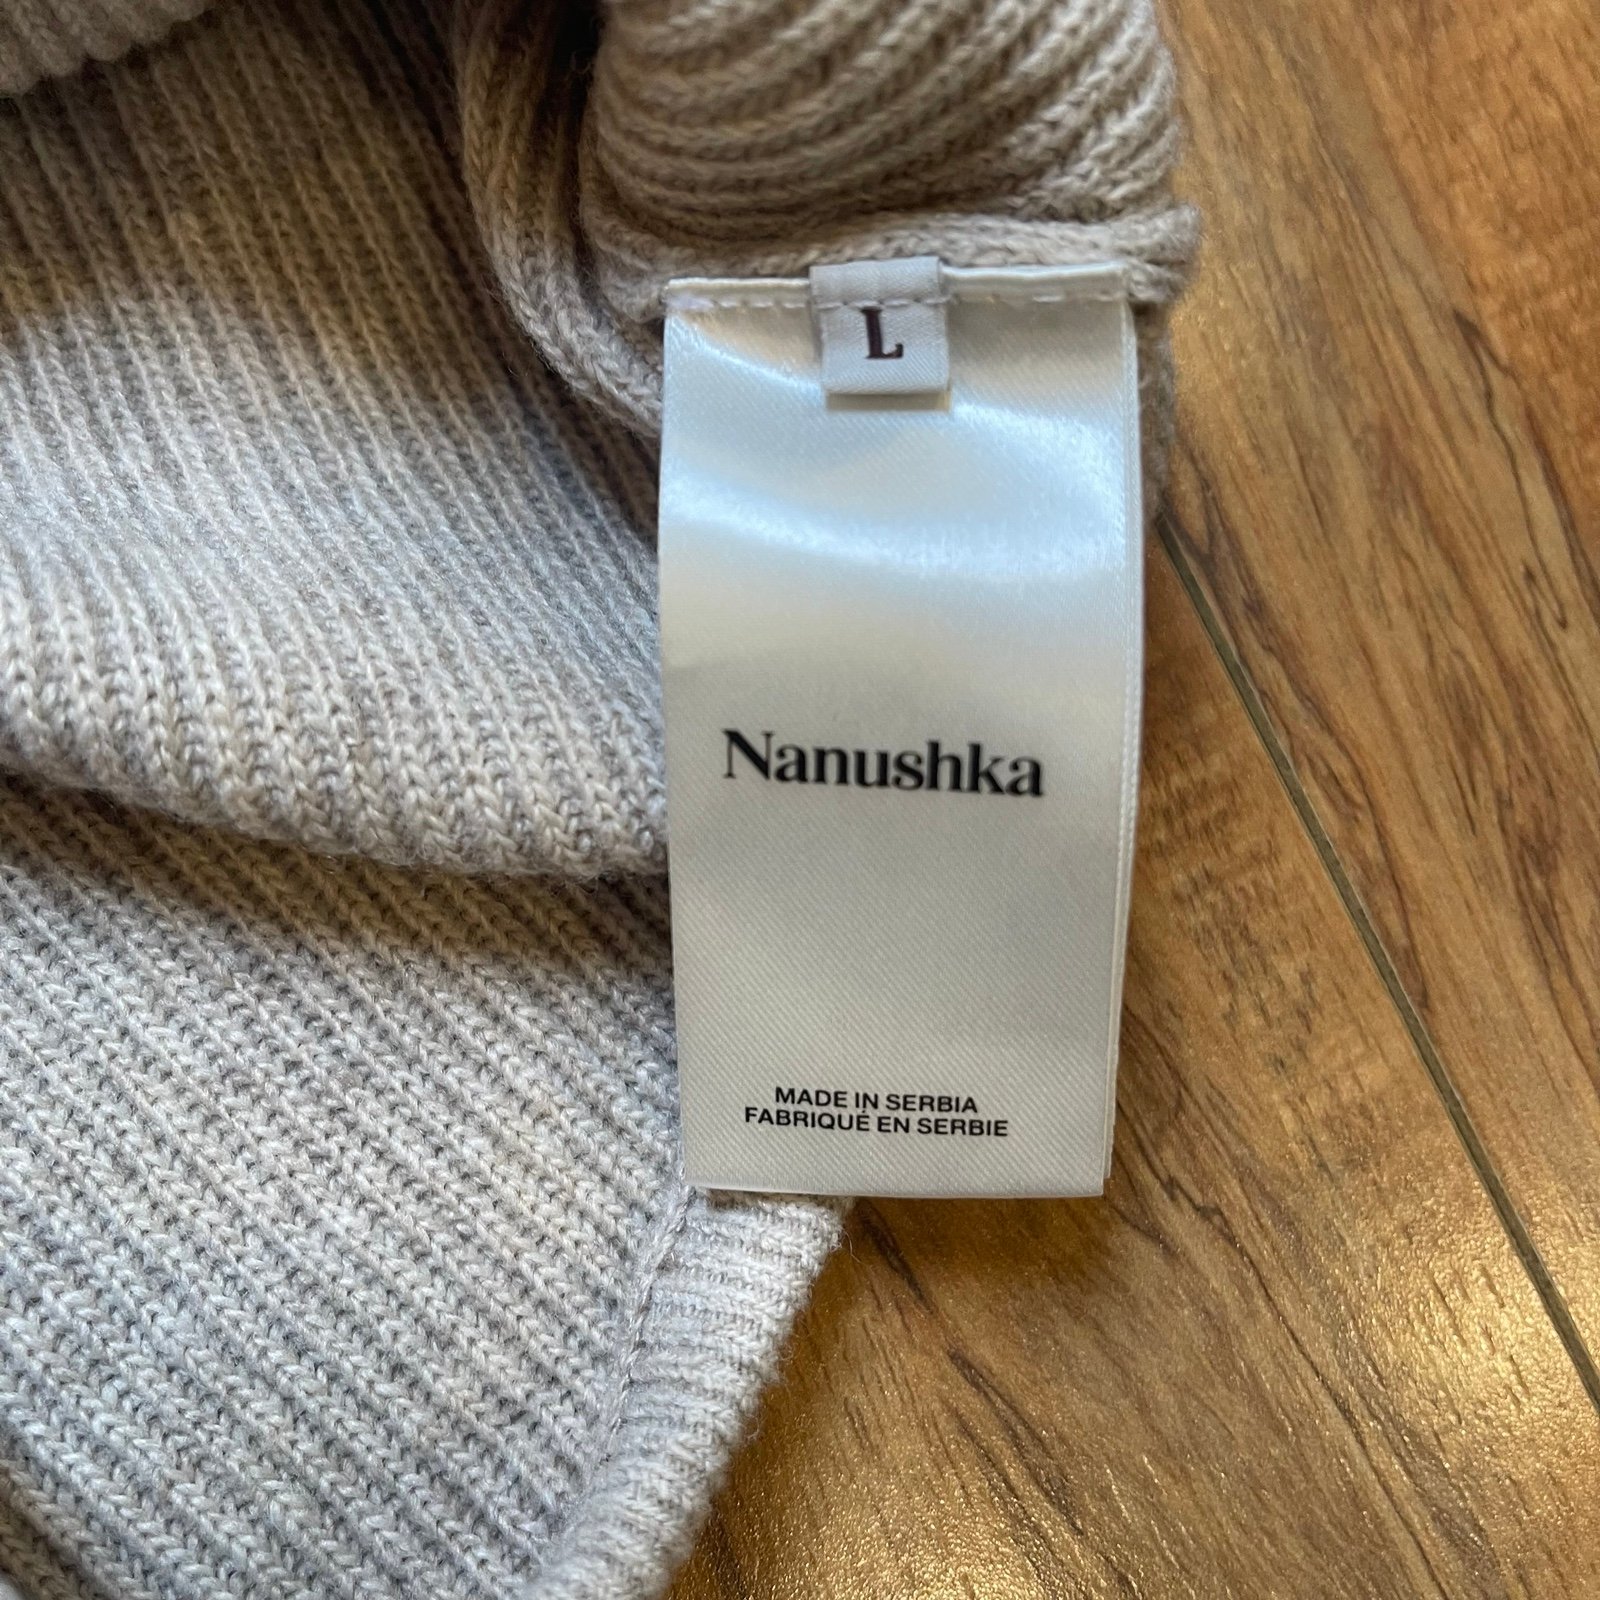 L
Nanushka
MADE IN SERBIA
FABRIQUÉ EN SERBIE